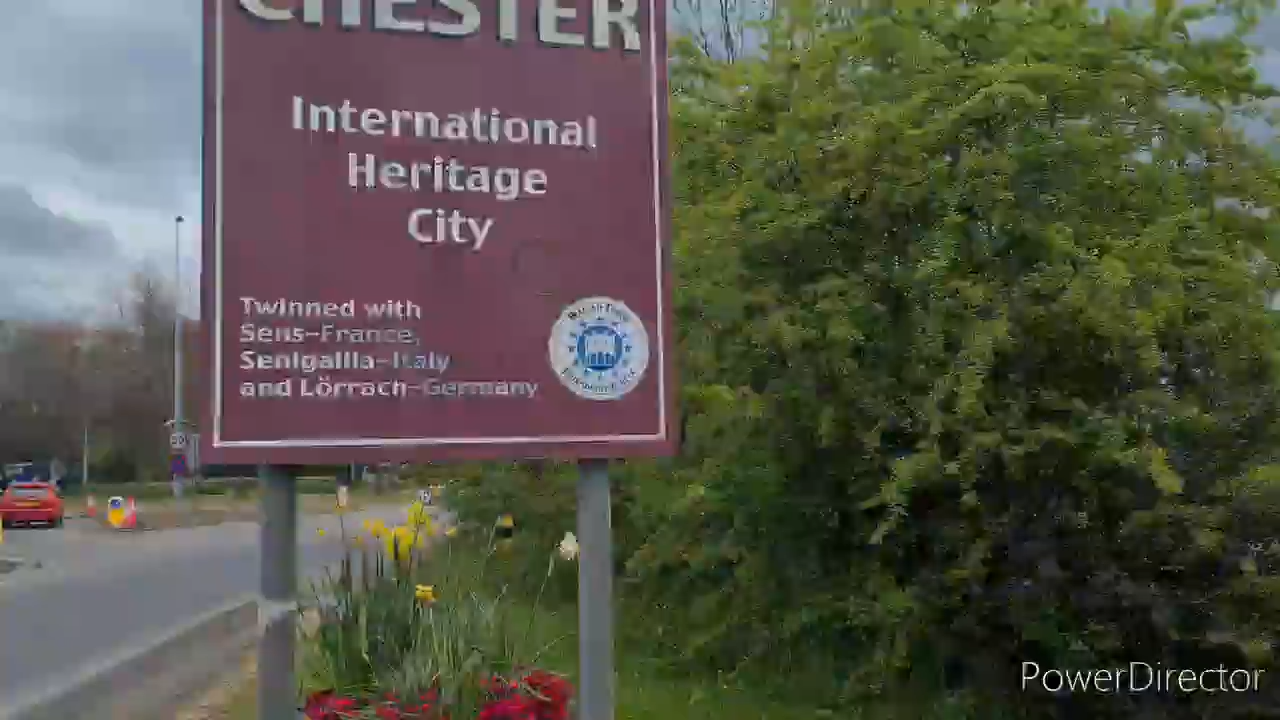 CHESTER
International
Heritage
City
Twinned with
Sens-France,
Senigallia-Italy
and Lörrach-Germany
PowerDirector